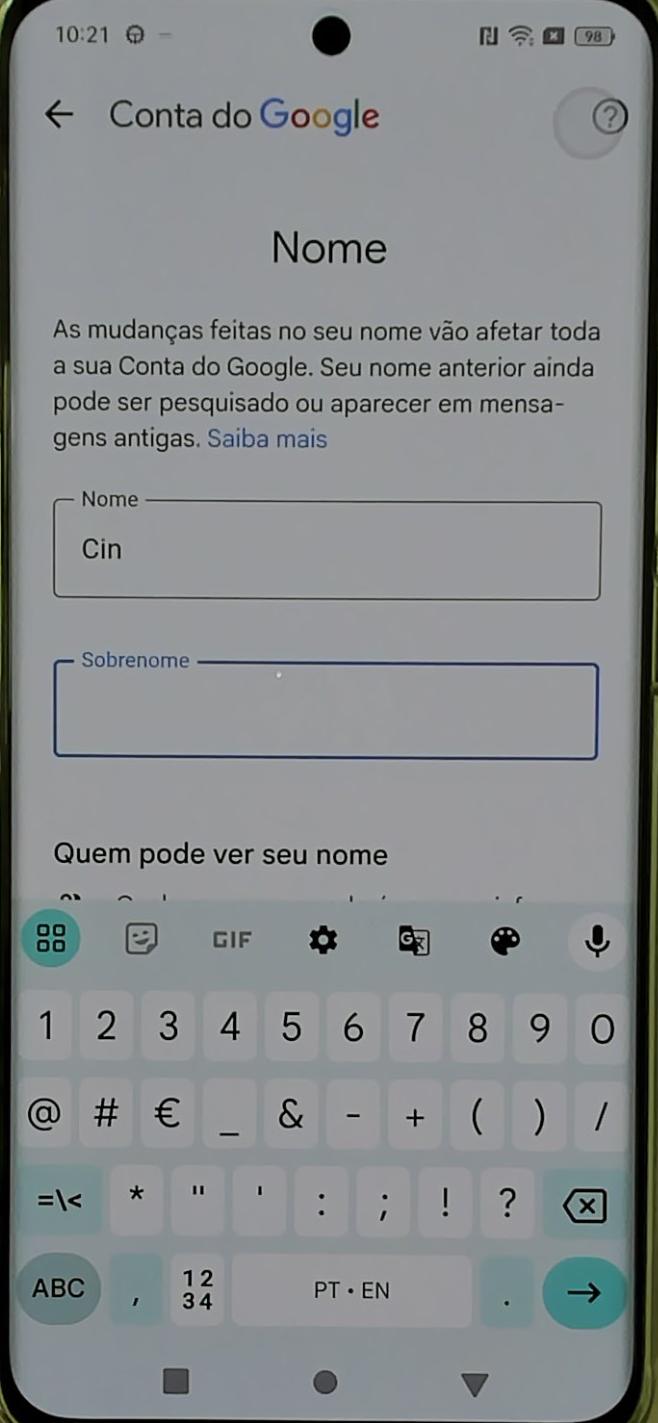 10:21
98
Conta do Google
Nome
As mudanças feitas no seu nome vão afetar toda
a sua Conta do Google. Seu nome anterior ainda
pode ser pesquisado ou aparecer em mensa-
gens antigas. Saiba mais
Nome
Cin
Sobrenome
Quem pode ver seu nome
GIF
1 2 3 4 5 6 7 8 9 0
@ # € _ & - + ( ) /
=\< * " ' : ; ! ?
ABC , 12 34 PT • EN .